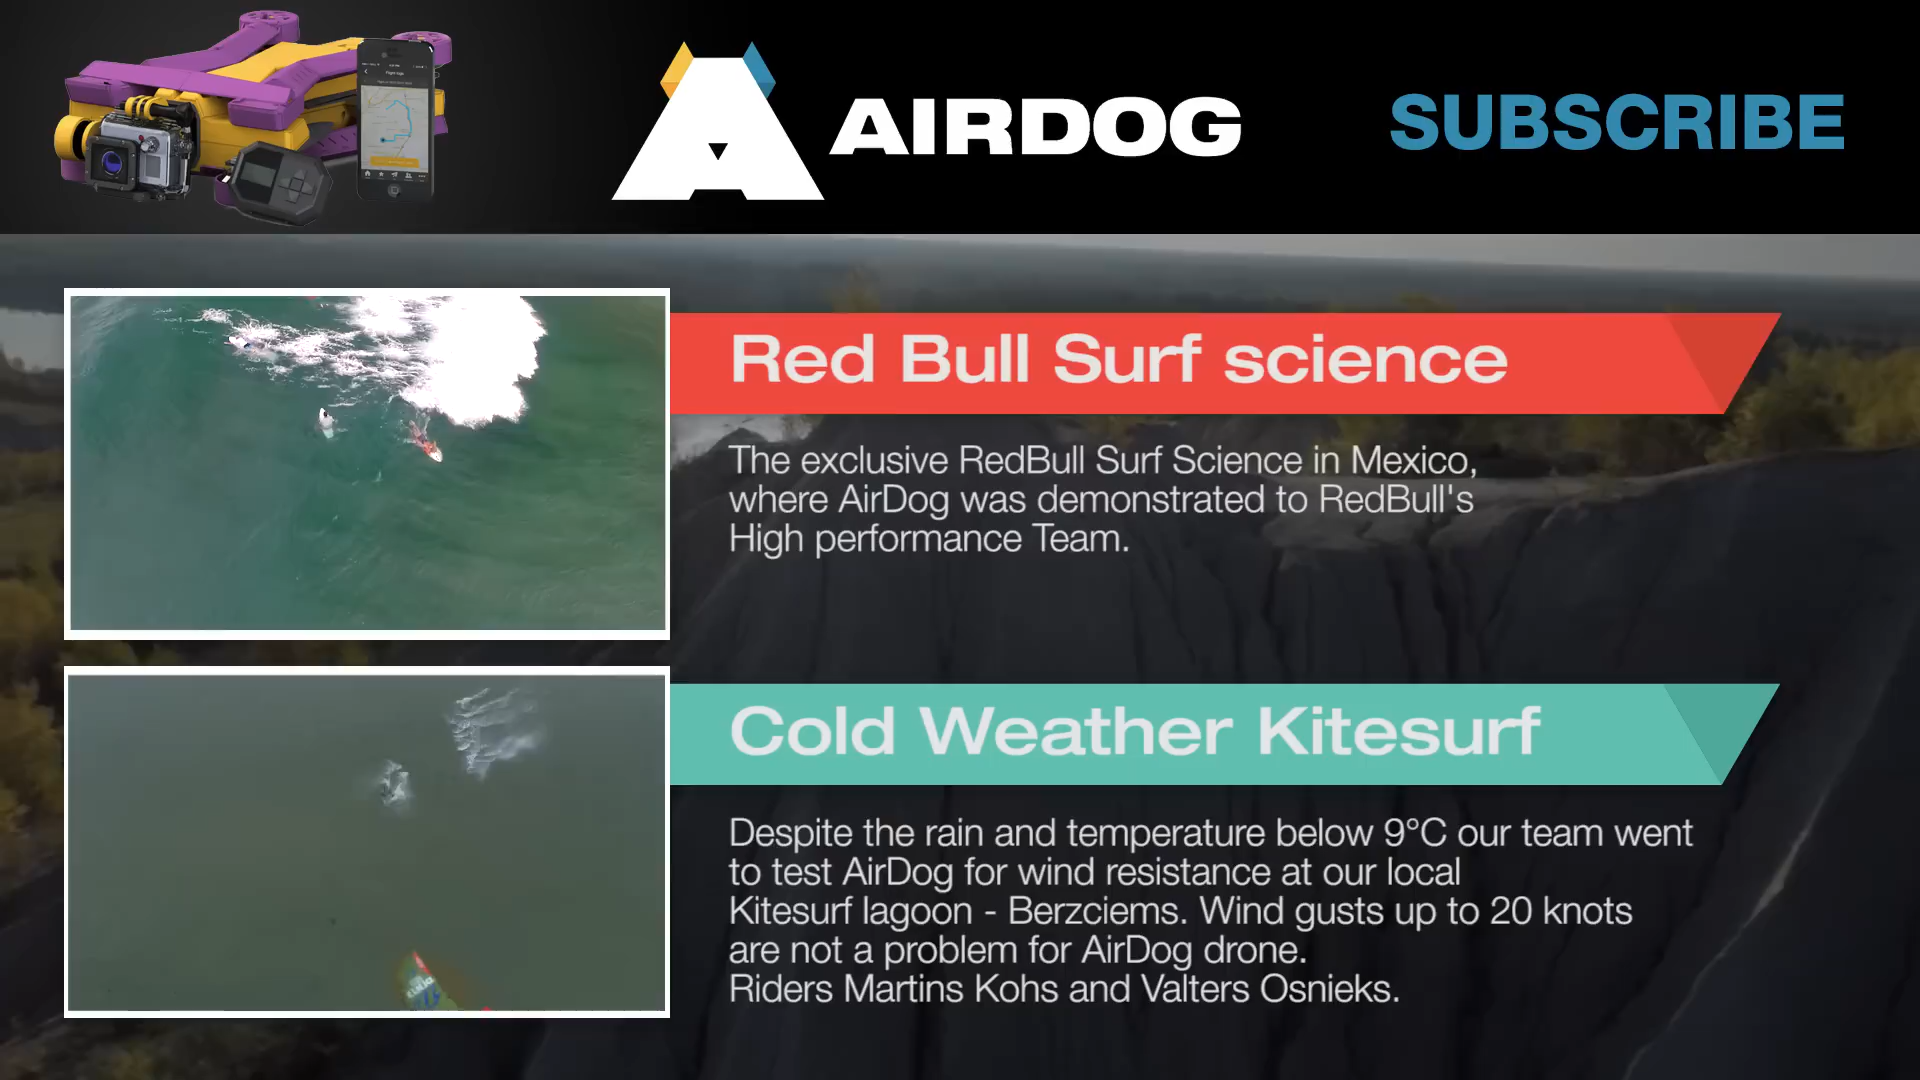 AIRDOG
SUBSCRIBE
Red Bull Surf science
The exclusive RedBull Surf Science in Mexico,
where AirDog was demonstrated to RedBull's
High performance Team.
Cold Weather Kitesurf
Despite the rain and temperature below 9°C our team went
to test AirDog for wind resistance at our local
Kitesurf lagoon - Berzciems. Wind gusts up to 20 knots
are not a problem for AirDog drone.
Riders Martins Kohs and Valters Osnieks.